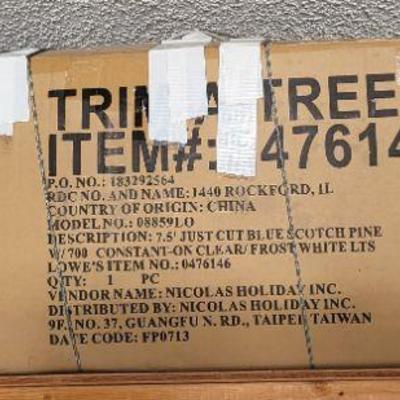 TRIM A TREE
ITEM#: 047614
P.O. NO.: 183292564
RDC NO. AND NAME: 1440 ROCKFORD, IL
COUNTRY OF ORIGIN: CHINA
MODEL NO.: 08859LO
DESCRIPTION: 7.5' JUST CUT BLUE SCOTCH PINE
W/ 700 CONSTANT-ON CLEAR/ FROST WHITE LTS
LOWE'S ITEM NO.: 0476146
QTY: 1 PC
VENDOR NAME: NICOLAS HOLIDAY INC.
DISTRIBUTED BY: NICOLAS HOLIDAY INC.
9F., NO. 37, GUANGFU N. RD., TAIPEI TAIWAN
DATE CODE: FP0713